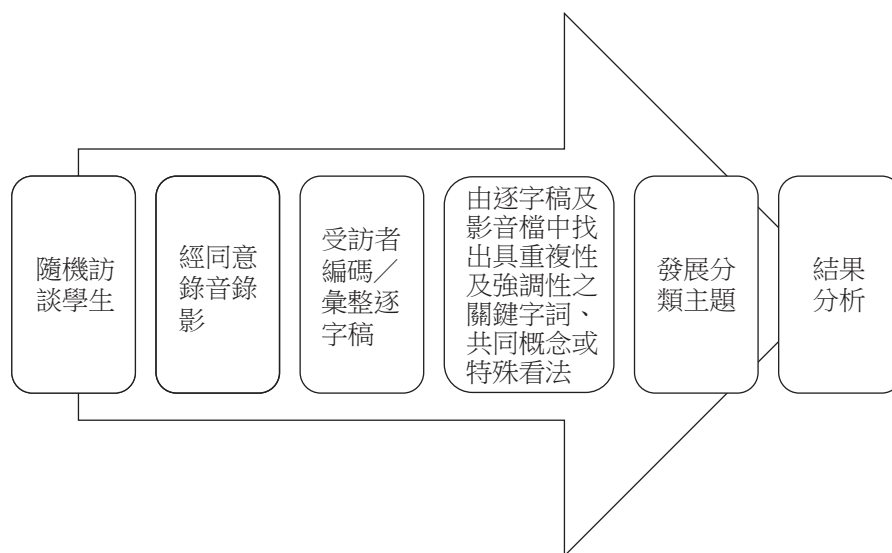 隨機訪
談學生
經同意
錄音錄
影
受訪者
編碼／
彙整逐
字稿
由逐字稿及
影音檔中找
出具重複性
及強調性之
關鍵字詞、
共同概念或
特殊看法
發展分
類主題
結果
分析